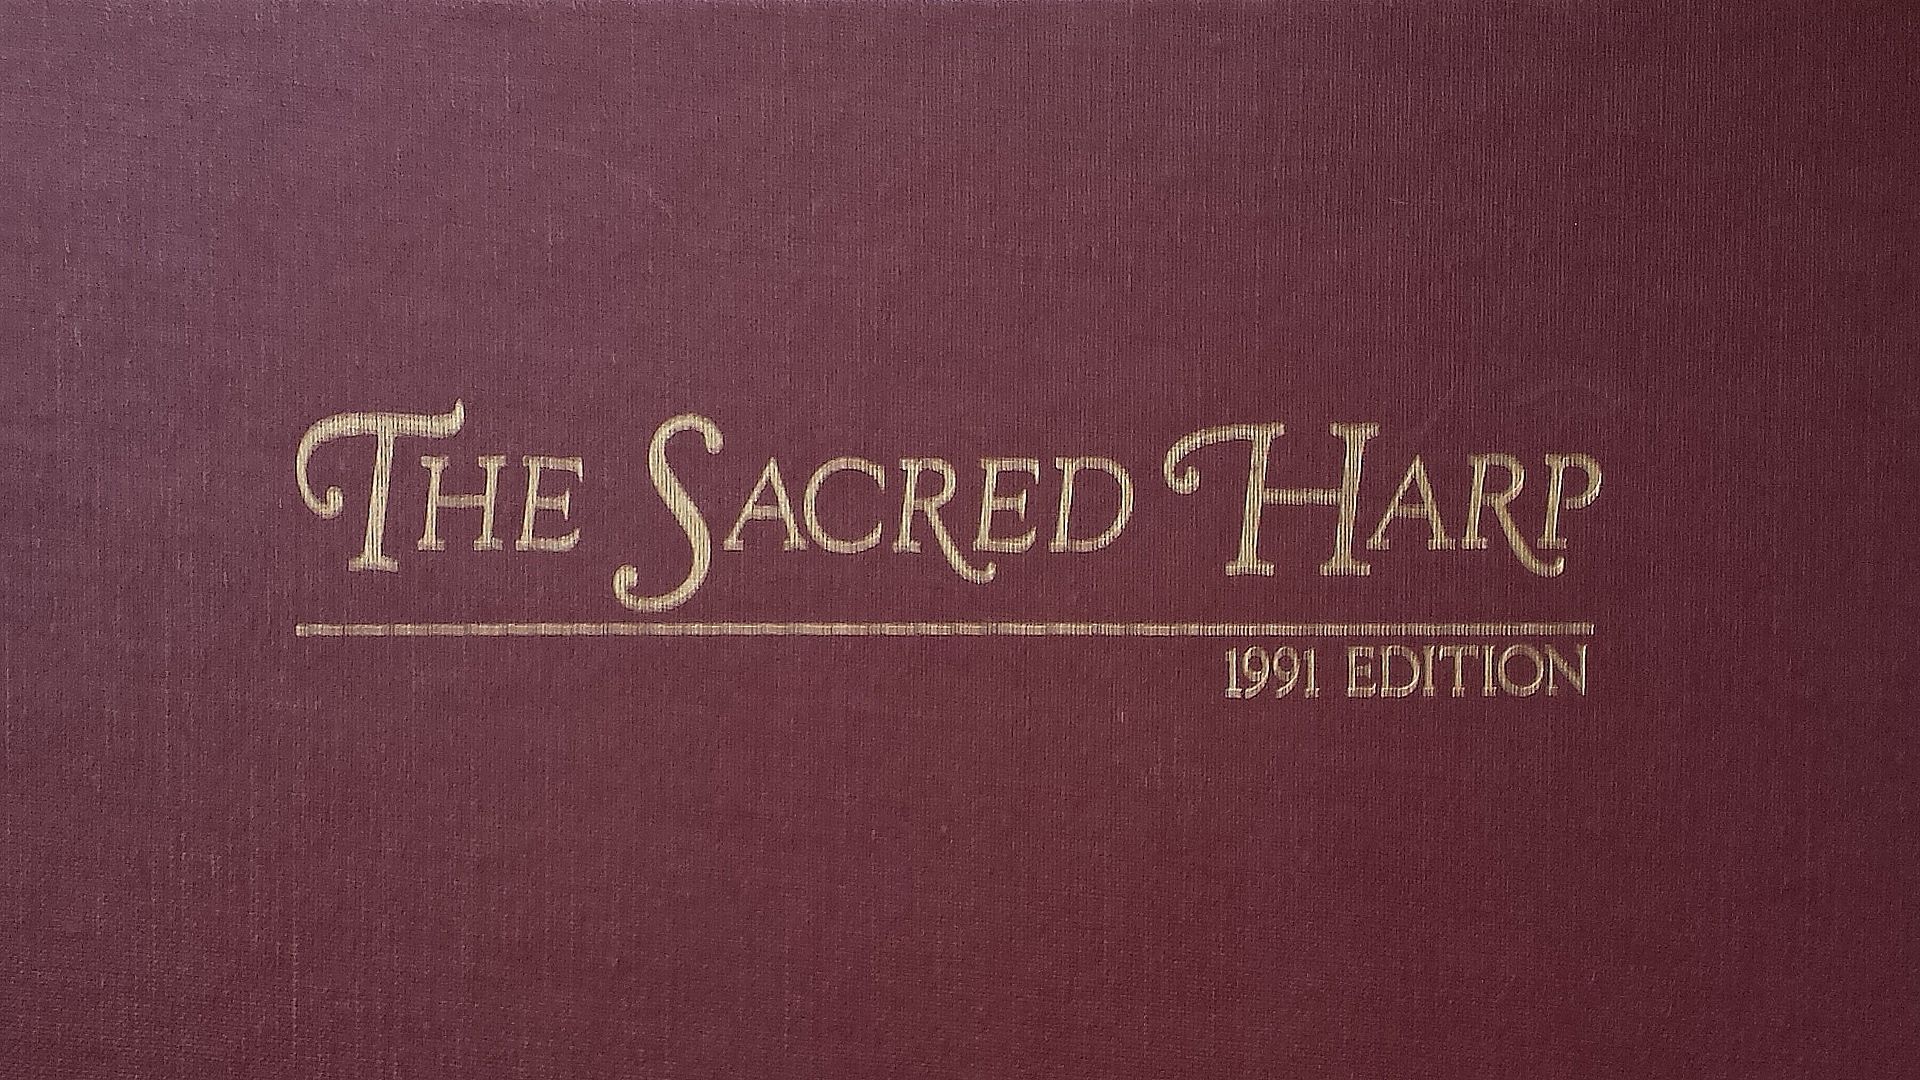 THE SACRED HARP
1991 EDITION